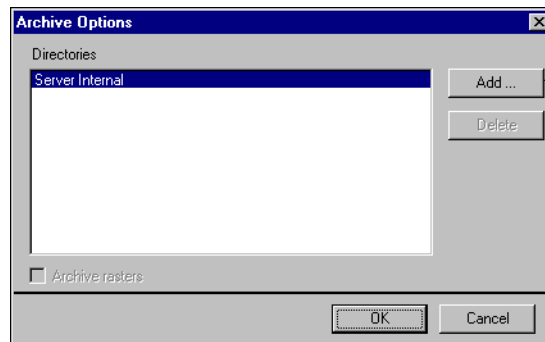 Archive Options
Directories
Server Internal
Add ...
Delete
Archive rasters
OK
Cancel